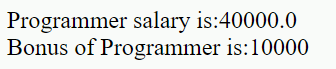 Programmer salary is:40000.0
Bonus of Programmer is:10000